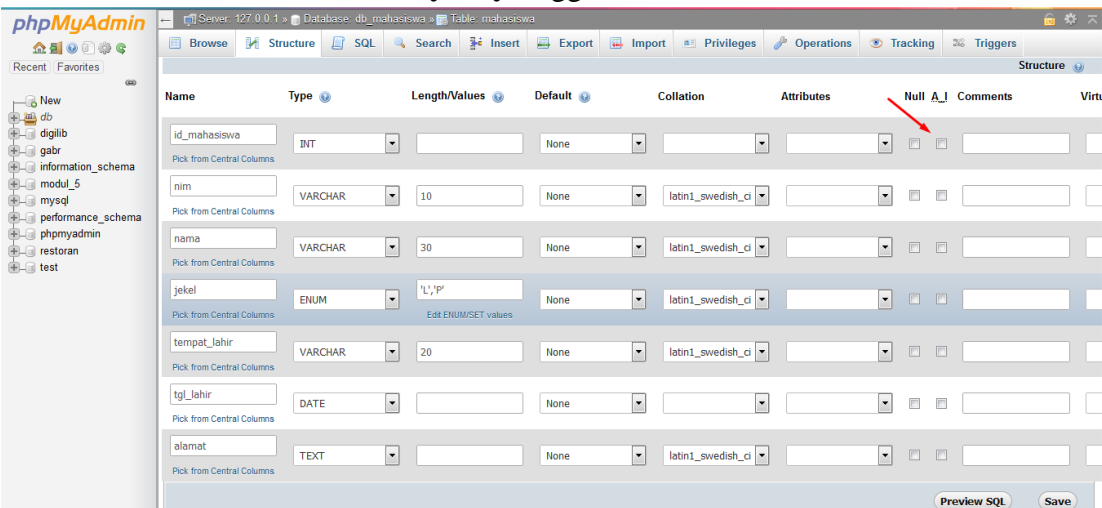 phpMyAdmin
Recent Favorites
New
db
digilib
gabr
information_schema
modul_5
mysql
performance_schema
phpmyadmin
restoran
test
Server: 127.0.0.1 » Database: db_mahasiswa » Table: mahasiswa
Browse Structure SQL Search Insert Export Import Privileges Operations Tracking Triggers
Structure
Name Type Length/Values Default Collation Attributes Null A_I Comments Virtu
id_mahasiswa INT None
Pick from Central Columns
nim VARCHAR 10 None latin1_swedish_ci
Pick from Central Columns
nama VARCHAR 30 None latin1_swedish_ci
Pick from Central Columns
jekel ENUM 'L','P' None latin1_swedish_ci
Pick from Central Columns Edit ENUM/SET values
tempat_lahir VARCHAR 20 None latin1_swedish_ci
Pick from Central Columns
tgl_lahir DATE None
Pick from Central Columns
alamat TEXT None latin1_swedish_ci
Pick from Central Columns
Preview SQL Save